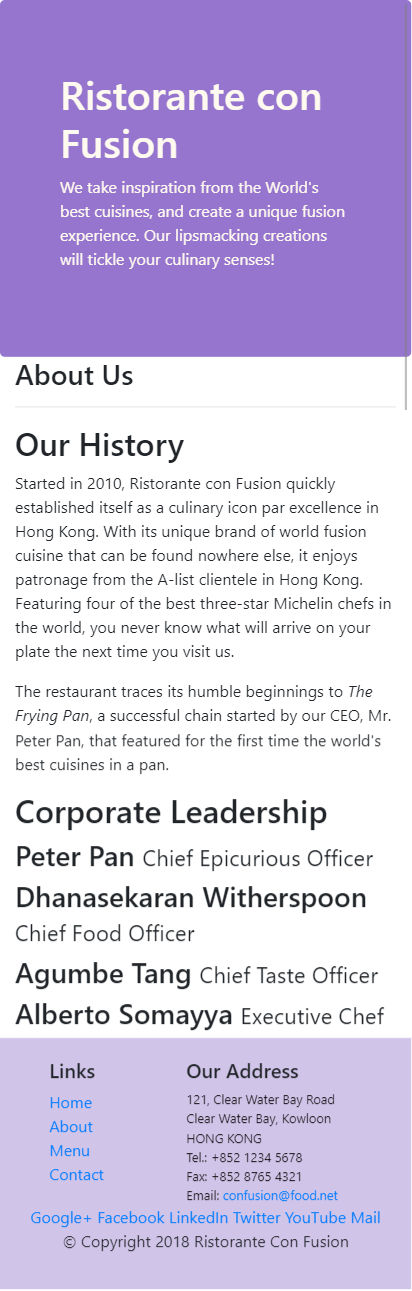 Ristorante con
Fusion
We take inspiration from the World's
best cuisines, and create a unique fusion
experience. Our lipsmacking creations
will tickle your culinary senses!
About Us
Our History
Started in 2010, Ristorante con Fusion quickly
established itself as a culinary icon par excellence in
Hong Kong. With its unique brand of world fusion
cuisine that can be found nowhere else, it enjoys
patronage from the A-list clientele in Hong Kong.
Featuring four of the best three-star Michelin chefs in
the world, you never know what will arrive on your
plate the next time you visit us.
The restaurant traces its humble beginnings to The
Frying Pan, a successful chain started by our CEO, Mr.
Peter Pan, that featured for the first time the world's
best cuisines in a pan.
Corporate Leadership
Peter Pan Chief Epicurious Officer
Dhanasekaran Witherspoon
Chief Food Officer
Agumbe Tang Chief Taste Officer
Alberto Somayya Executive Chef
Links
Home
About
Menu
Contact
Our Address
121, Clear Water Bay Road
Clear Water Bay, Kowloon
HONG KONG
Tel.: +852 1234 5678
Fax: +852 8765 4321
Email: confusion@food.net
Google+ Facebook LinkedIn Twitter YouTube Mail
© Copyright 2018 Ristorante Con Fusion